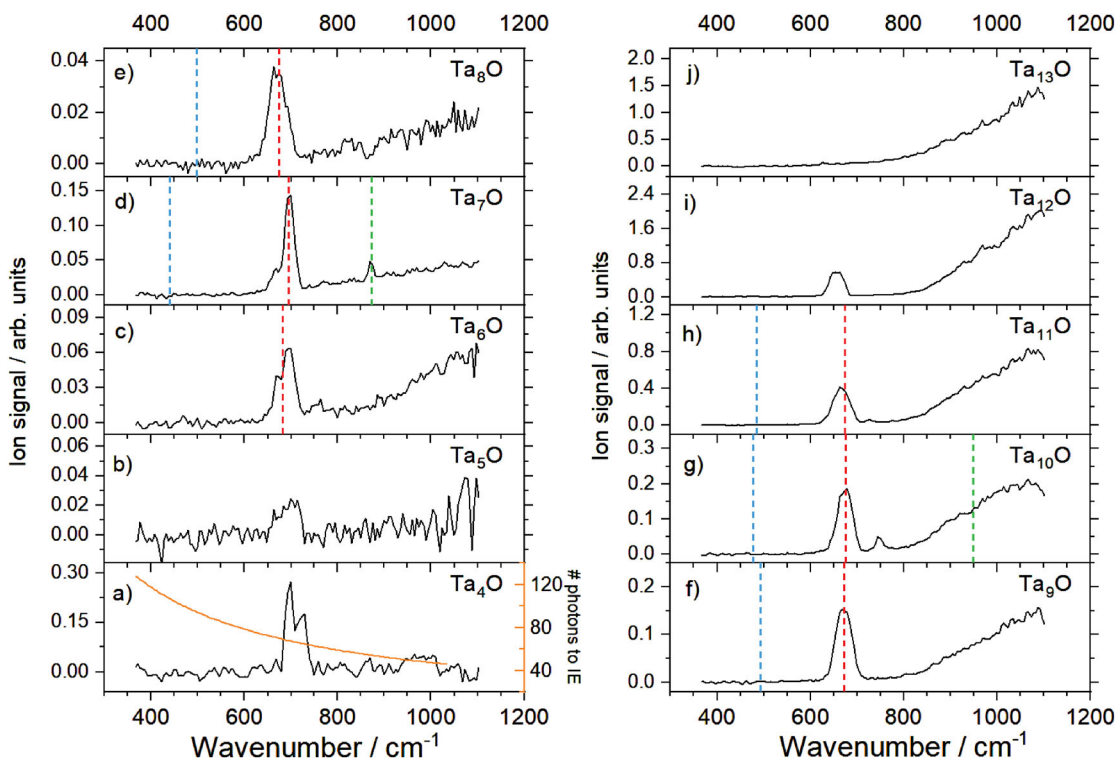 400 600 800 1000 1200
400 600 800 1000 1200
e) Ta₈O
0.04
0.02
0.00
d) Ta₇O
0.15
0.10
0.05
0.00
c) Ta₆O
0.09
0.06
0.03
0.00
b) Ta₅O
0.06
0.04
0.02
0.00
a) Ta₄O
0.30
0.15
0.00
120
80
40
# photons to IE
Ion signal / arb. units
400 600 800 1000 1200
Wavenumber / cm⁻¹
j) Ta₁₃O
2.0
1.5
1.0
0.5
0.0
i) Ta₁₂O
2.4
1.6
0.8
0.0
h) Ta₁₁O
1.2
0.8
0.4
0.0
g) Ta₁₀O
0.3
0.2
0.1
0.0
f) Ta₉O
0.2
0.1
0.0
Ion signal / arb. units
400 600 800 1000 1200
Wavenumber / cm⁻¹